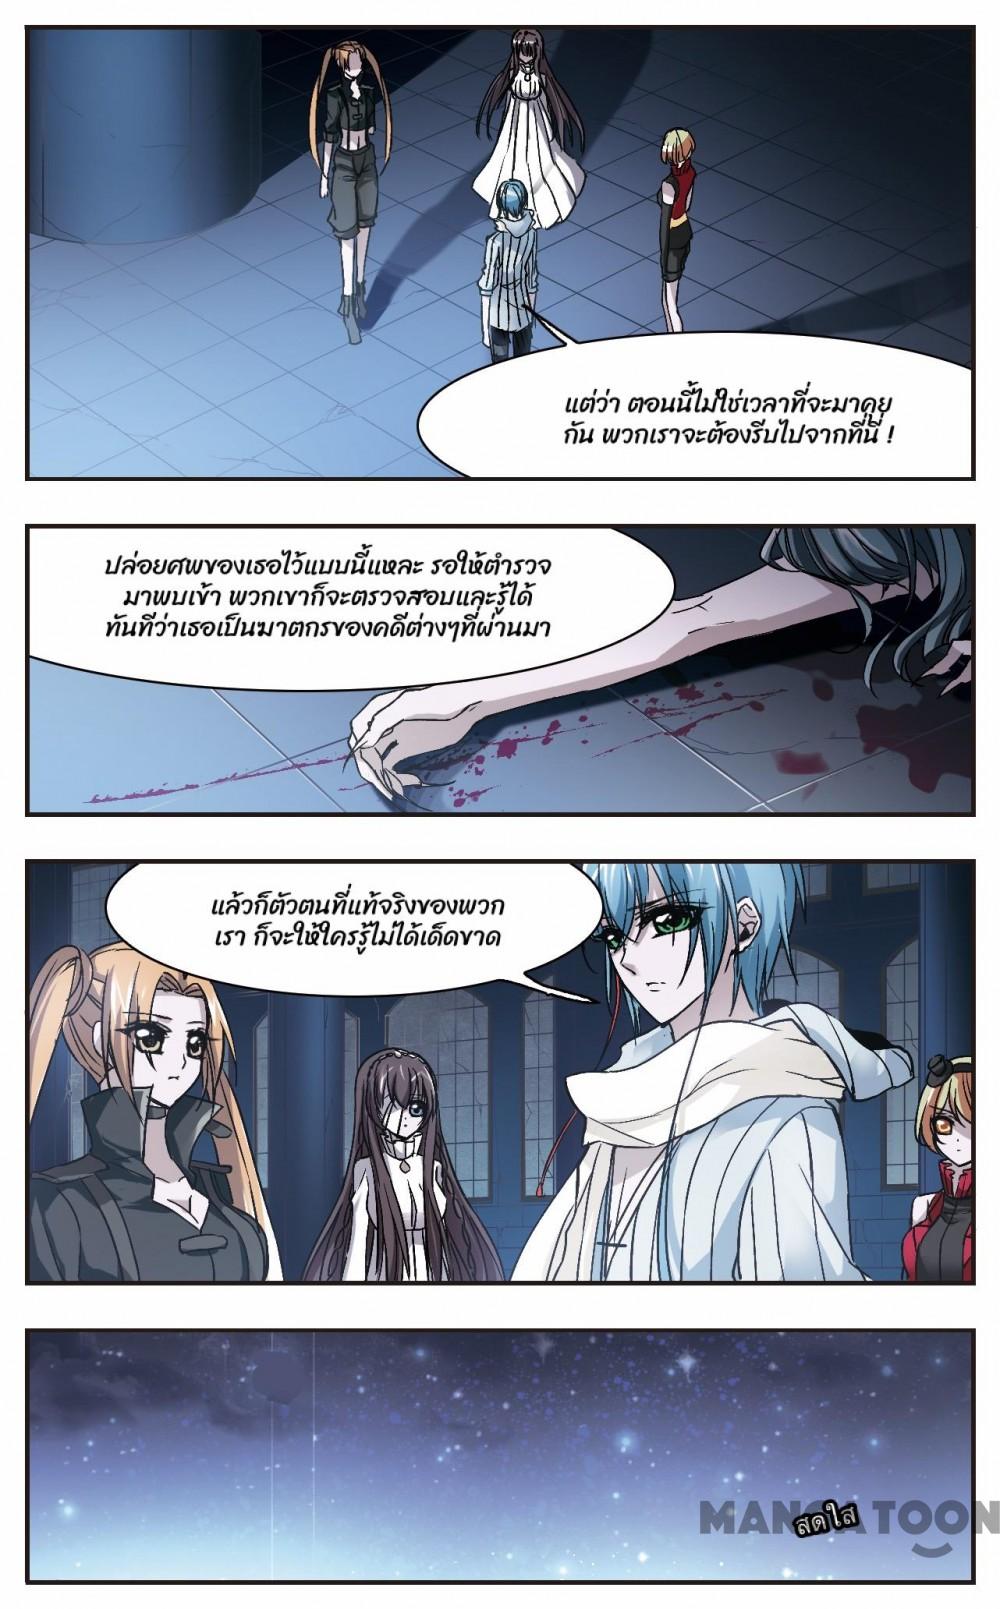 แต่ว่า ตอนนี้ไม่ใช่เวลาที่จะมาคุย
กัน พวกเราจะต้องรีบไปจากที่นี่ !
ปล่อยศพของเธอไว้แบบนี้แหละ รอให้ตำรวจ
มาพบเข้า พวกเขาก็จะตรวจสอบและรู้ได้
ทันทีว่าเธอเป็นฆาตกรของคดีต่างๆที่ผ่านมา
แล้วก็ตัวตนที่แท้จริงของพวก
เรา ก็จะให้ใครรู้ไม่ได้เด็ดขาด
MANGA TOON
สดใส